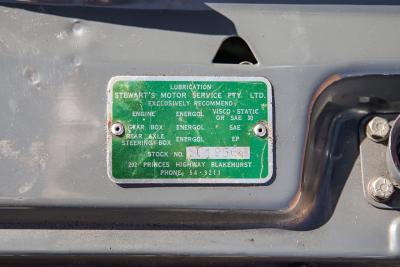 LUBRICATION
STEWART'S MOTOR SERVICE PTY. LTD.
EXCLUSIVELY RECOMMEND:
ENGINE ENERGOL VISCO-STATIC
OR SAE 30
GEAR BOX ENERGOL SAE
REAR AXLE ENERGOL EP
STEERING BOX
STOCK NO.
292 PRINCES HIGHWAY BLAKEHURST
PHONE 54-9211